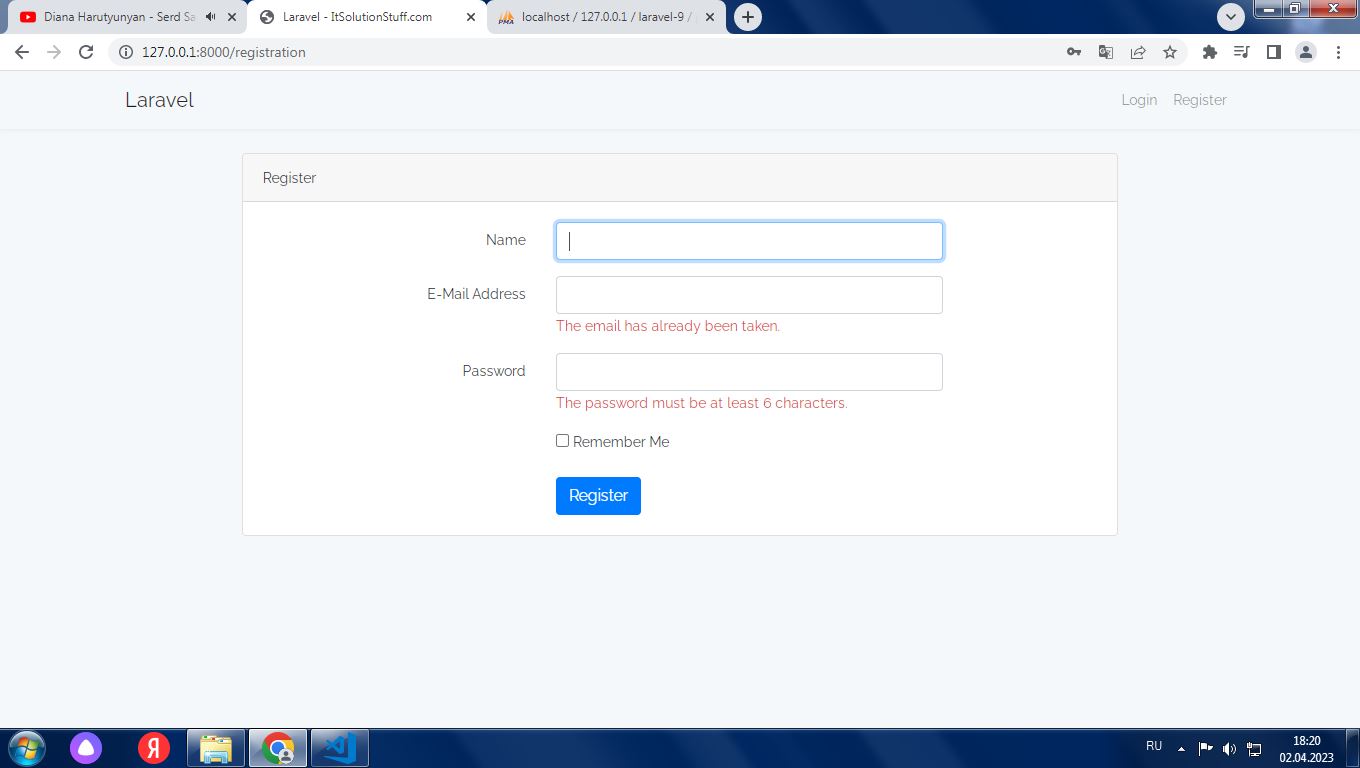 Diana Harutyunyan - Serd Sa
Laravel - ItSolutionStuff.com
localhost / 127.0.0.1 / laravel-9 /
127.0.0.1:8000/registration
Laravel
Login
Register
Register
Name
E-Mail Address
The email has already been taken.
Password
The password must be at least 6 characters.
Remember Me
Register
Я
RU
18:20
02.04.2023